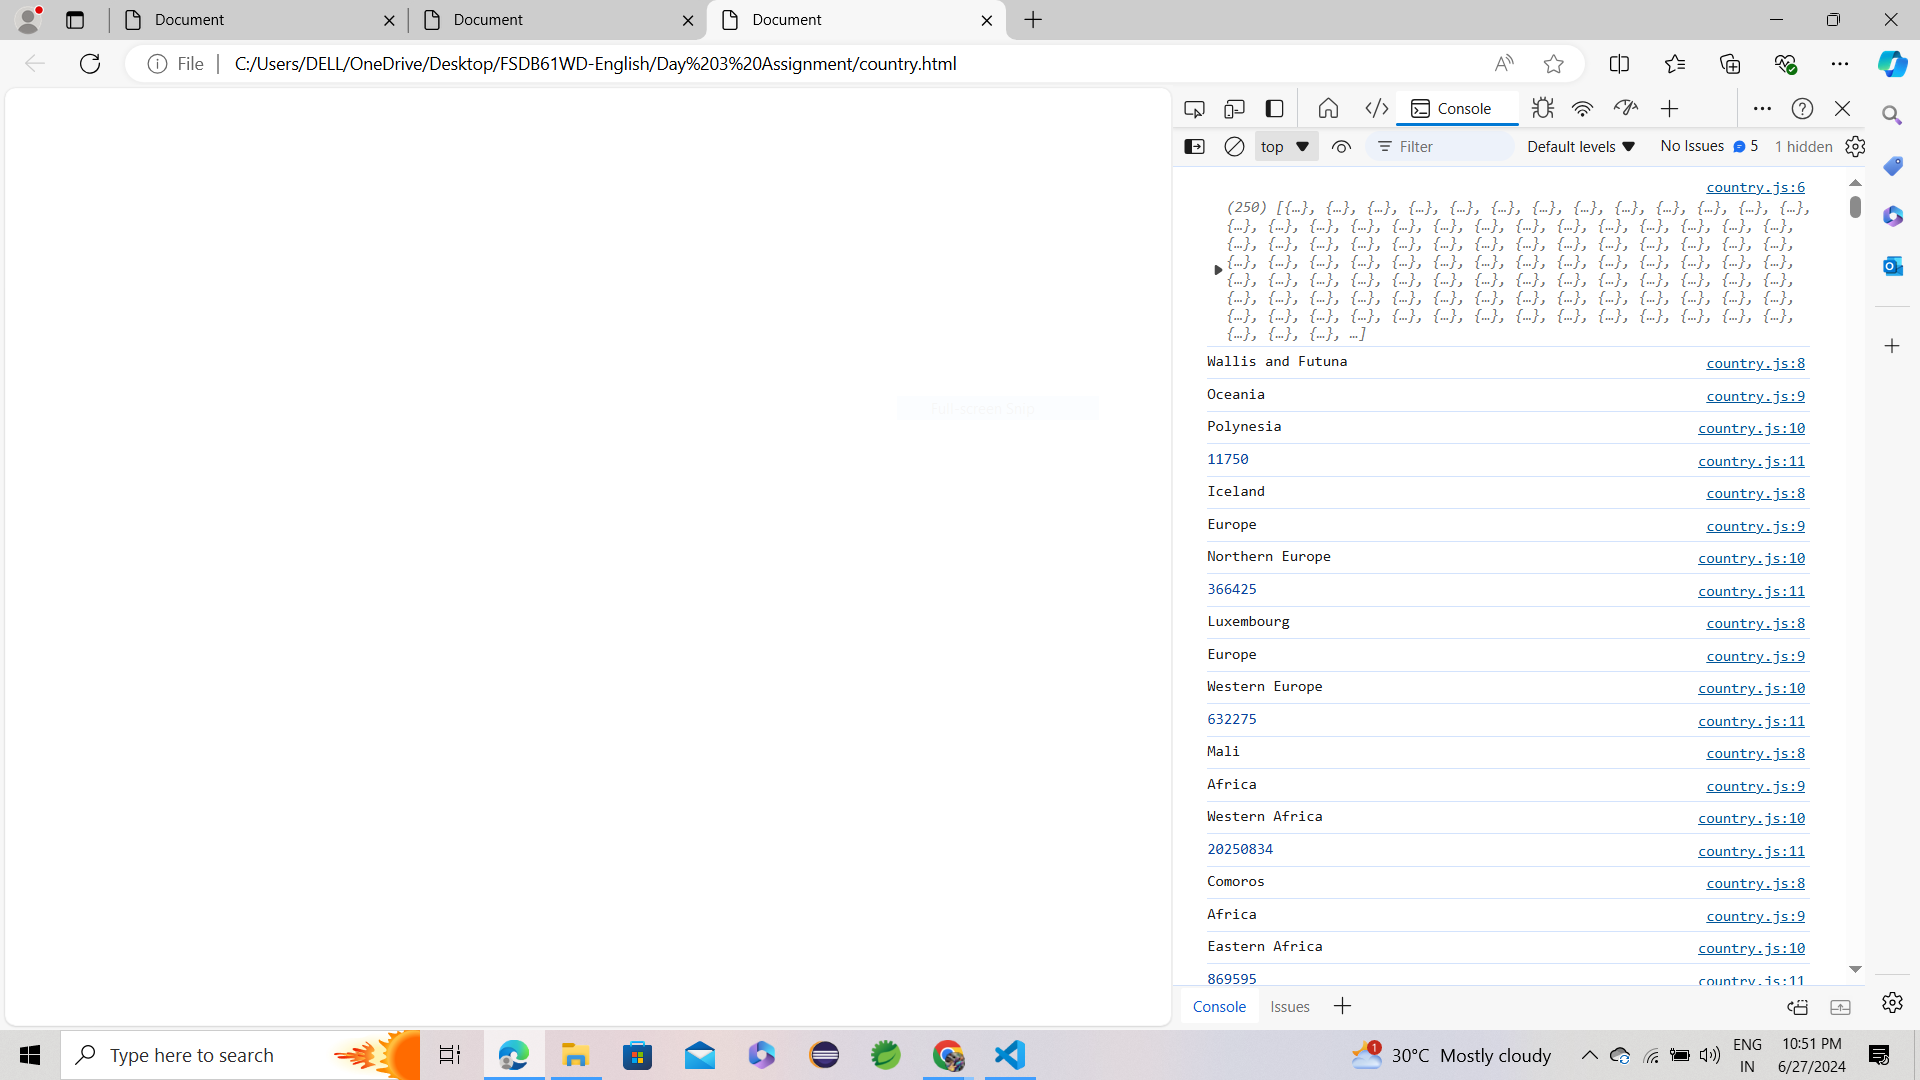 Document
Document
Document
File
C:/Users/DELL/OneDrive/Desktop/FSDB61WD-English/Day%203%20Assignment/country.html
Console
top
Filter
Default levels
No Issues
5
1 hidden
country.js:6
(250) [{…}, {…}, {…}, {…}, {…}, {…}, {…}, {…}, {…}, {…}, {…}, {…}, {…},
{…}, {…}, {…}, {…}, {…}, {…}, {…}, {…}, {…}, {…}, {…}, {…}, {…}, {…},
{…}, {…}, {…}, {…}, {…}, {…}, {…}, {…}, {…}, {…}, {…}, {…}, {…}, {…},
{…}, {…}, {…}, {…}, {…}, {…}, {…}, {…}, {…}, {…}, {…}, {…}, {…}, {…},
{…}, {…}, {…}, {…}, {…}, {…}, {…}, {…}, {…}, {…}, {…}, {…}, {…}, {…},
{…}, {…}, {…}, {…}, {…}, {…}, {…}, {…}, {…}, {…}, {…}, {…}, {…}, {…},
{…}, {…}, {…}, {…}, {…}, {…}, {…}, {…}, {…}, {…}, {…}, {…}, {…}, {…},
{…}, {…}, {…}, …]
Wallis and Futuna country.js:8
Oceania country.js:9
Polynesia country.js:10
11750 country.js:11
Iceland country.js:8
Europe country.js:9
Northern Europe country.js:10
366425 country.js:11
Luxembourg country.js:8
Europe country.js:9
Western Europe country.js:10
632275 country.js:11
Mali country.js:8
Africa country.js:9
Western Africa country.js:10
20250834 country.js:11
Comoros country.js:8
Africa country.js:9
Eastern Africa country.js:10
869595 country.js:11
Console
Issues
Type here to search
1
30°C Mostly cloudy
ENG
IN
10:51 PM
6/27/2024